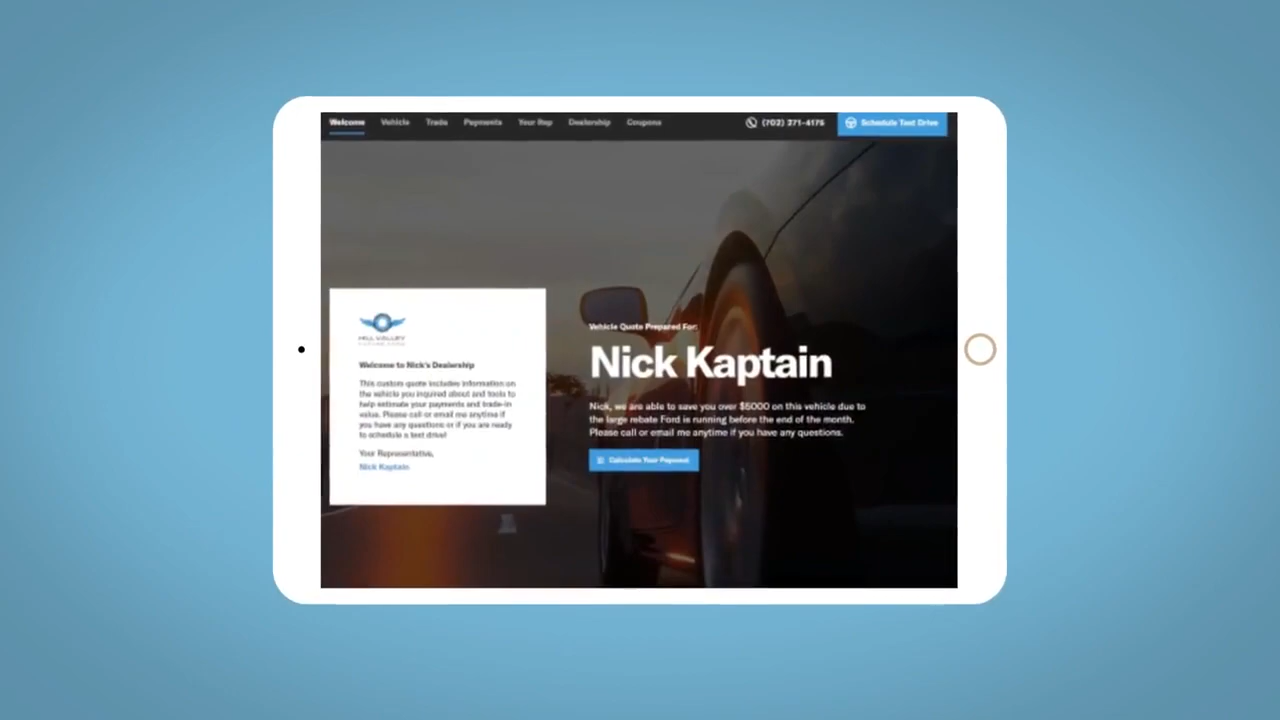 Welcome Vehicle Trade Payments Your Rep Dealership Coupons (702) 371-4175 Schedule Test Drive
HILL VALLEY
Welcome to Nick's Dealership
This custom quote includes information on
the vehicle you inquired about and tools to
help estimate your payments and trade-in
value. Please call or email me anytime if
you have any questions or if you are ready
to schedule a test drive!
Your Representative,
Nick Kaptain
Vehicle Quote Prepared For:
Nick Kaptain
Nick, we are able to save you over $5000 on this vehicle due to
the large rebate Ford is running before the end of the month.
Please call or email me anytime if you have any questions.
Calculate Your Payment